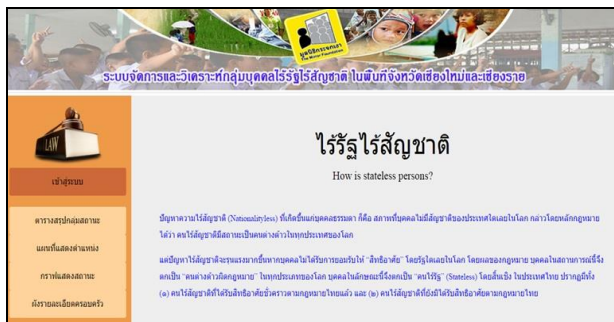 มูลนิธิกระจกเงา
The Mirror Foundation
ระบบจัดการและวิเคราะห์กลุ่มบุคคลไร้รัฐไร้สัญชาติ ในพื้นที่จังหวัดเชียงใหม่และเชียงราย
LAW
เข้าสู่ระบบ
ตารางสรุปกลุ่มสถานะ
แผนที่แสดงตำแหน่ง
กราฟแสดงสถานะ
ผังรายละเอียดครอบครัว
ไร้รัฐไร้สัญชาติ
How is stateless persons?
ปัญหาความไร้สัญชาติ (Nationalityless) ที่เกิดขึ้นแก่บุคคลธรรมดา ก็คือ สภาพที่บุคคลไม่มีสัญชาติของประเทศใดเลยในโลก กล่าวโดยหลักกฎหมาย
ได้ว่า คนไร้สัญชาติมีสถานะเป็นคนต่างด้าวในทุกประเทศของโลก
แต่ปัญหาไร้สัญชาติจะรุนแรงมากขึ้นหากบุคคลไม่ได้รับการยอมรับให้ "สิทธิอาศัย" โดยรัฐใดเลยในโลก โดยผลของกฎหมาย บุคคลในสถานการณ์นี้จึง
ตกเป็น "คนต่างด้าวผิดกฎหมาย" ในทุกประเทศของโลก บุคคลในลักษณะนี้จึงตกเป็น "คนไร้รัฐ" (Stateless) โดยสิ้นเชิง ในประเทศไทย ปรากฏมีทั้ง
(๑) คนไร้สัญชาติที่ได้รับสิทธิอาศัยชั่วคราวตามกฎหมายไทยแล้ว และ (๒) คนไร้สัญชาติที่ยังมิได้รับสิทธิอาศัยตามกฎหมายไทย